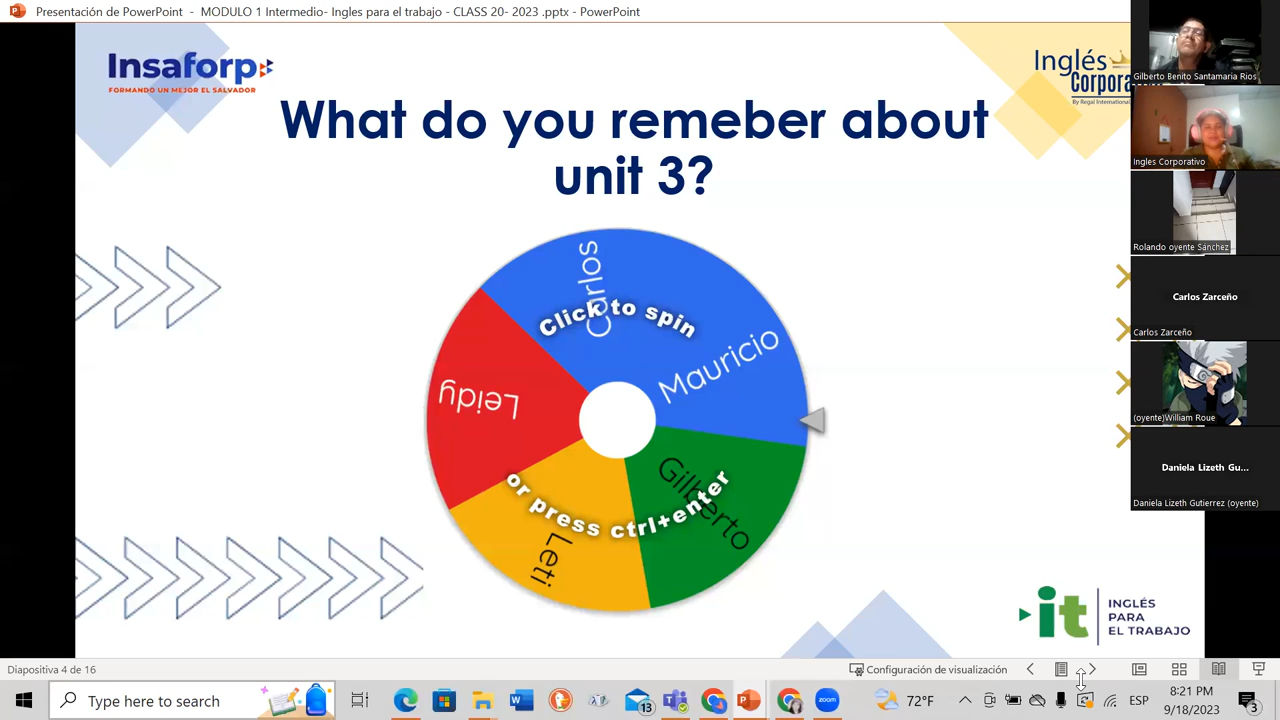 Presentación de PowerPoint - MODULO 1 Intermedio- Ingles para el trabajo - CLASS 20- 2023 .pptx - PowerPoint
Insaforp
FORMANDO UN MEJOR EL SALVADOR
Inglés
By Regal International
What do you remeber about
unit 3?
Carlos
Mauricio
Leidy
Gilberto
Leti
Click to spin
or press ctrl+enter
Gilberto Benito Santamaria Rios
Ingles Corporativo
Rolando oyente Sánchez
Carlos Zarceño
Carlos Zarceño
(oyente)William Roue
Daniela Lizeth Gu...
Daniela Lizeth Gutierrez (oyente)
it
INGLÉS
PARA
EL TRABAJO
Diapositiva 4 de 16
Configuración de visualización
Type here to search
13
72°F
ESP
8:21 PM
9/18/2023
3